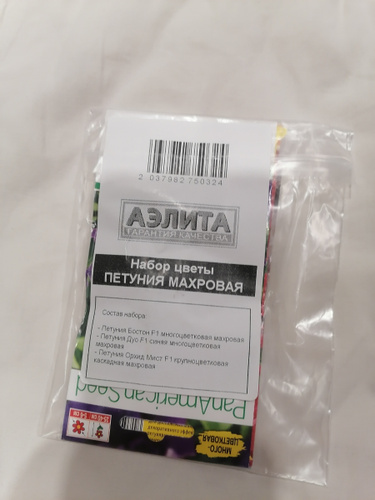 2 037982 750324
АЭЛИТА
ГАРАНТИЯ КАЧЕСТВА
Набор цветы
ПЕТУНИЯ МАХРОВАЯ
Состав набора:
- Петуния Бостон F1 многоцветковая махровая
- Петуния Дуо F1 синяя многоцветковая
махровая
- Петуния Орхид Мист F1 крупноцветковая
каскадная махровая
PanAmerican Seed
МНОГО-
ЦВЕТКОВАЯ